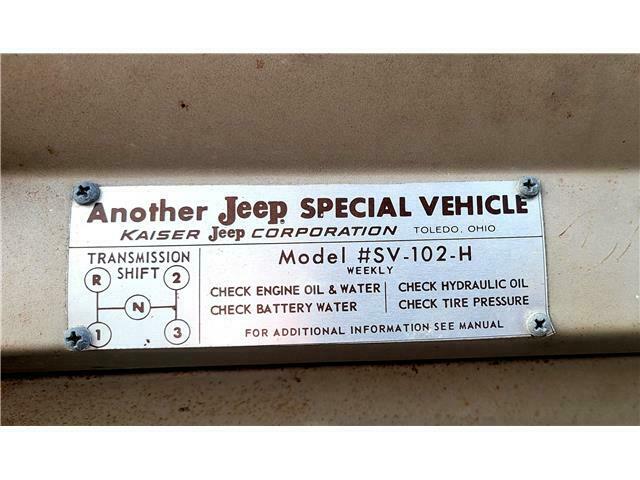 Another Jeep SPECIAL VEHICLE
KAISER Jeep CORPORATION TOLEDO, OHIO
TRANSMISSION
SHIFT
R 2
N
1 3
Model #SV-102-H
WEEKLY
CHECK ENGINE OIL & WATER
CHECK BATTERY WATER
CHECK HYDRAULIC OIL
CHECK TIRE PRESSURE
FOR ADDITIONAL INFORMATION SEE MANUAL